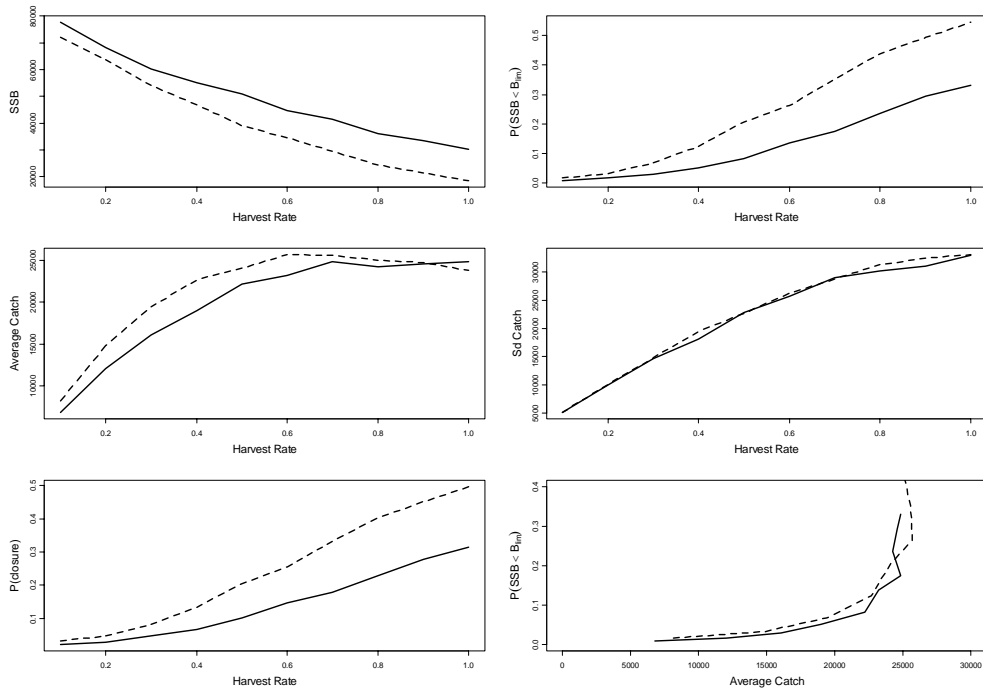 SSB
20000 40000 60000 80000
0.2 0.4 0.6 0.8 1.0
Harvest Rate
P(SSB < Blim)
0.0 0.1 0.2 0.3 0.4 0.5
0.2 0.4 0.6 0.8 1.0
Harvest Rate
Average Catch
10000 15000 20000 25000
0.2 0.4 0.6 0.8 1.0
Harvest Rate
Sd Catch
5000 10000 15000 20000 25000 30000
0.2 0.4 0.6 0.8 1.0
Harvest Rate
P(closure)
0.1 0.2 0.3 0.4 0.5
0.2 0.4 0.6 0.8 1.0
Harvest Rate
P(SSB < Blim)
0.0 0.1 0.2 0.3 0.4
0 5000 10000 15000 20000 25000 30000
Average Catch